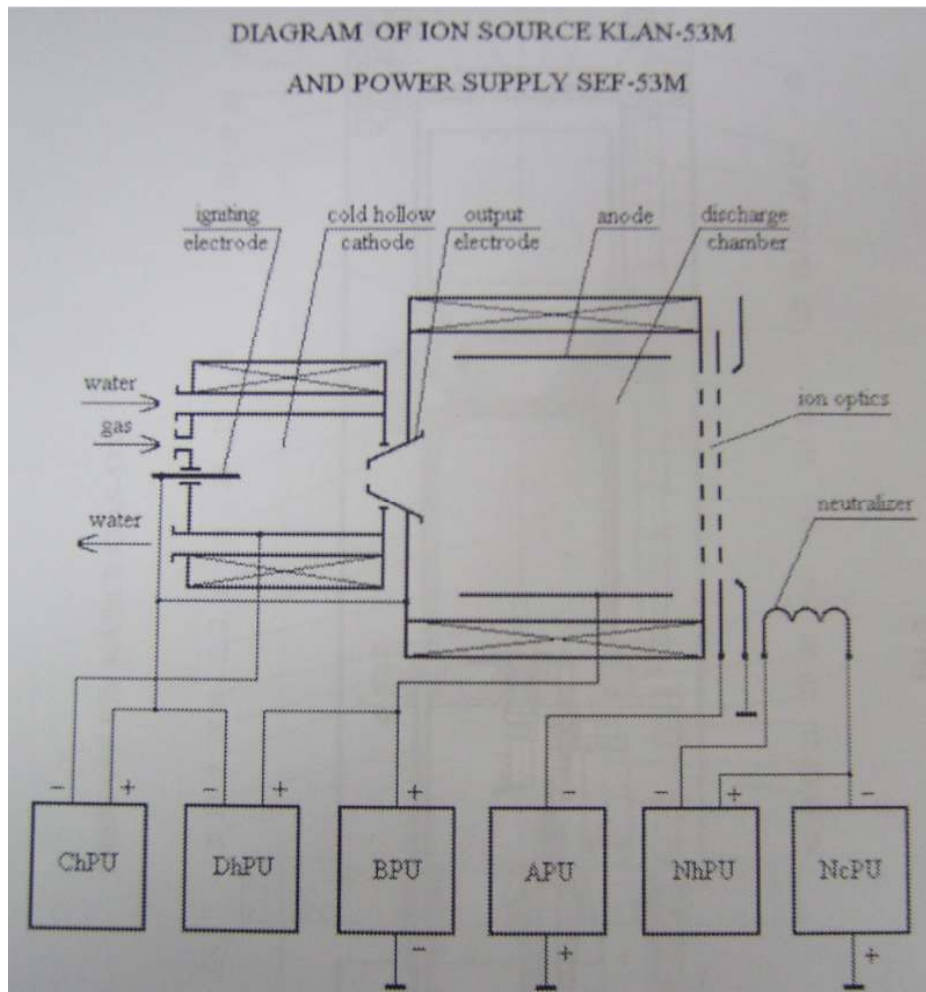 DIAGRAM OF ION SOURCE KLAN-53M
AND POWER SUPPLY SEF-53M
igniting
electrode
cold hollow
cathode
output
electrode
anode
discharge
chamber
water
gas
water
ion optics
neutralizer
- + - + + - - + -
ChPU DhPU BPU APU NhPU NcPU
- + +